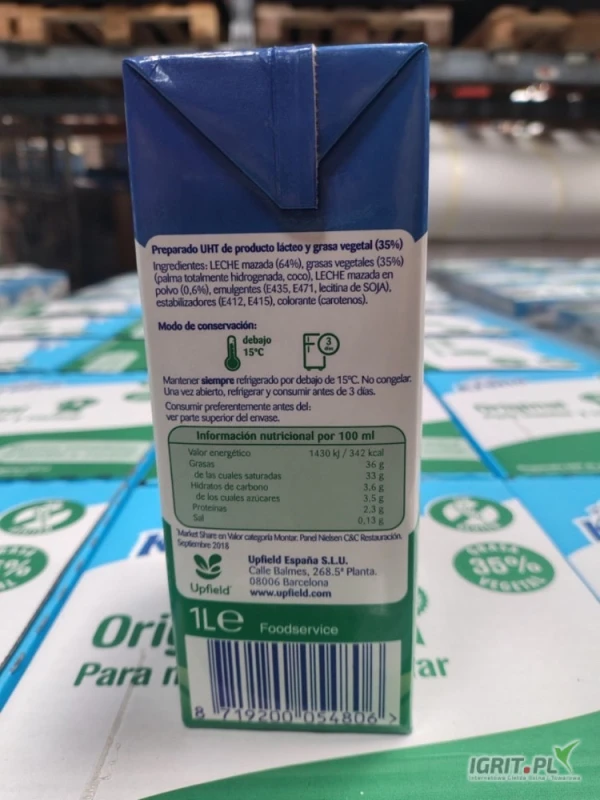 Preparado UHT de producto lácteo y grasa vegetal (35%)
Ingredientes: LECHE mazada (64%), grasas vegetales (35%)
(palma totalmente hidrogenada, coco), LECHE mazada en
polvo (0,6%), emulgentes (E435, E471, lecitina de SOJA),
estabilizadores (E412, E415), colorante (carotenos).
Modo de conservación:
debajo
15°C
3
Mantener siempre refrigerado por debajo de 15°C. No congelar.
Una vez abierto, refrigerar y consumir antes de 3 días.
Consumir preferentemente antes del:
ver parte superior del envase.
Información nutricional por 100 ml
Valor energético 1430 kJ / 342 kcal
Grasas 36 g
de las cuales saturadas 33 g
Hidratos de carbono 3,6 g
de los cuales azúcares 3,5 g
Proteínas 2,3 g
Sal 0,13 g
*Market Share on Valor categoría Montar. Panel Nielsen C&C Restauración.
Septiembre 2018
Upfield
Upfield España S.L.U.
Calle Balmes, 268.5ª Planta.
08006 Barcelona
www.upfield.com
1L e Foodservice
8 719200 054806 >
Ori
Para
ar
GRASA
35%
VEGETAL
IGRIT.PL